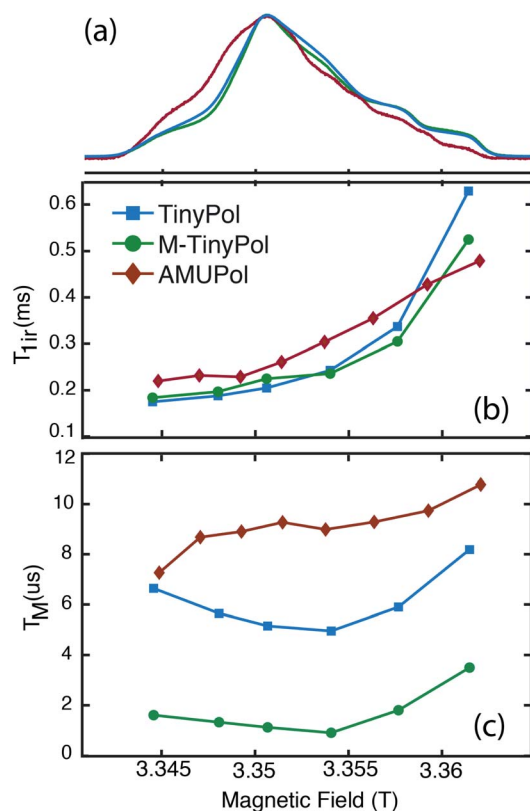 (a)
0.6
0.5
0.4
0.3
0.2
0.1
T1ir(ms)
TinyPol
M-TinyPol
AMUPol
(b)
12
10
8
6
4
2
0
TM(us)
(c)
3.345 3.35 3.355 3.36
Magnetic Field (T)